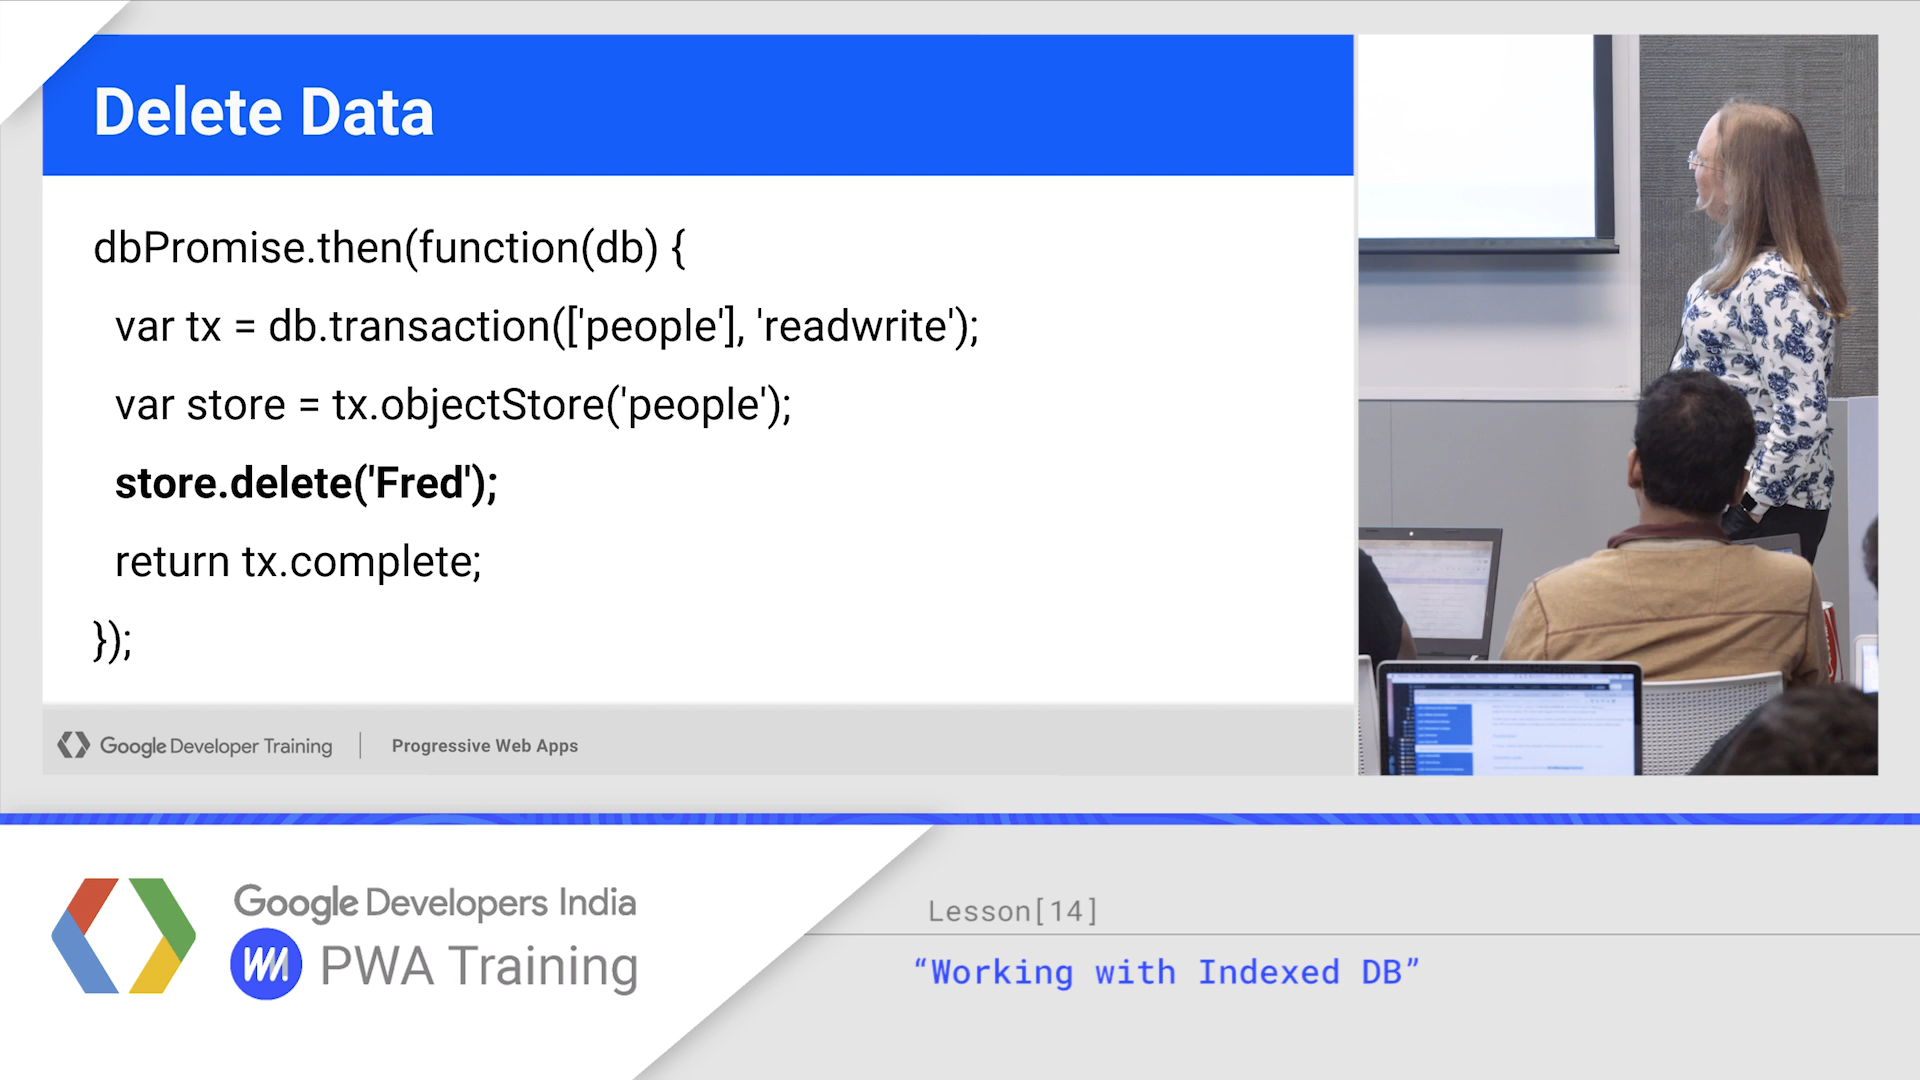 Delete Data
dbPromise.then(function(db) {
var tx = db.transaction(['people'], 'readwrite');
var store = tx.objectStore('people');
store.delete('Fred');
return tx.complete;
});
Google Developer Training | Progressive Web Apps
Google Developers India
PWA Training
Lesson[14]
“Working with Indexed DB”